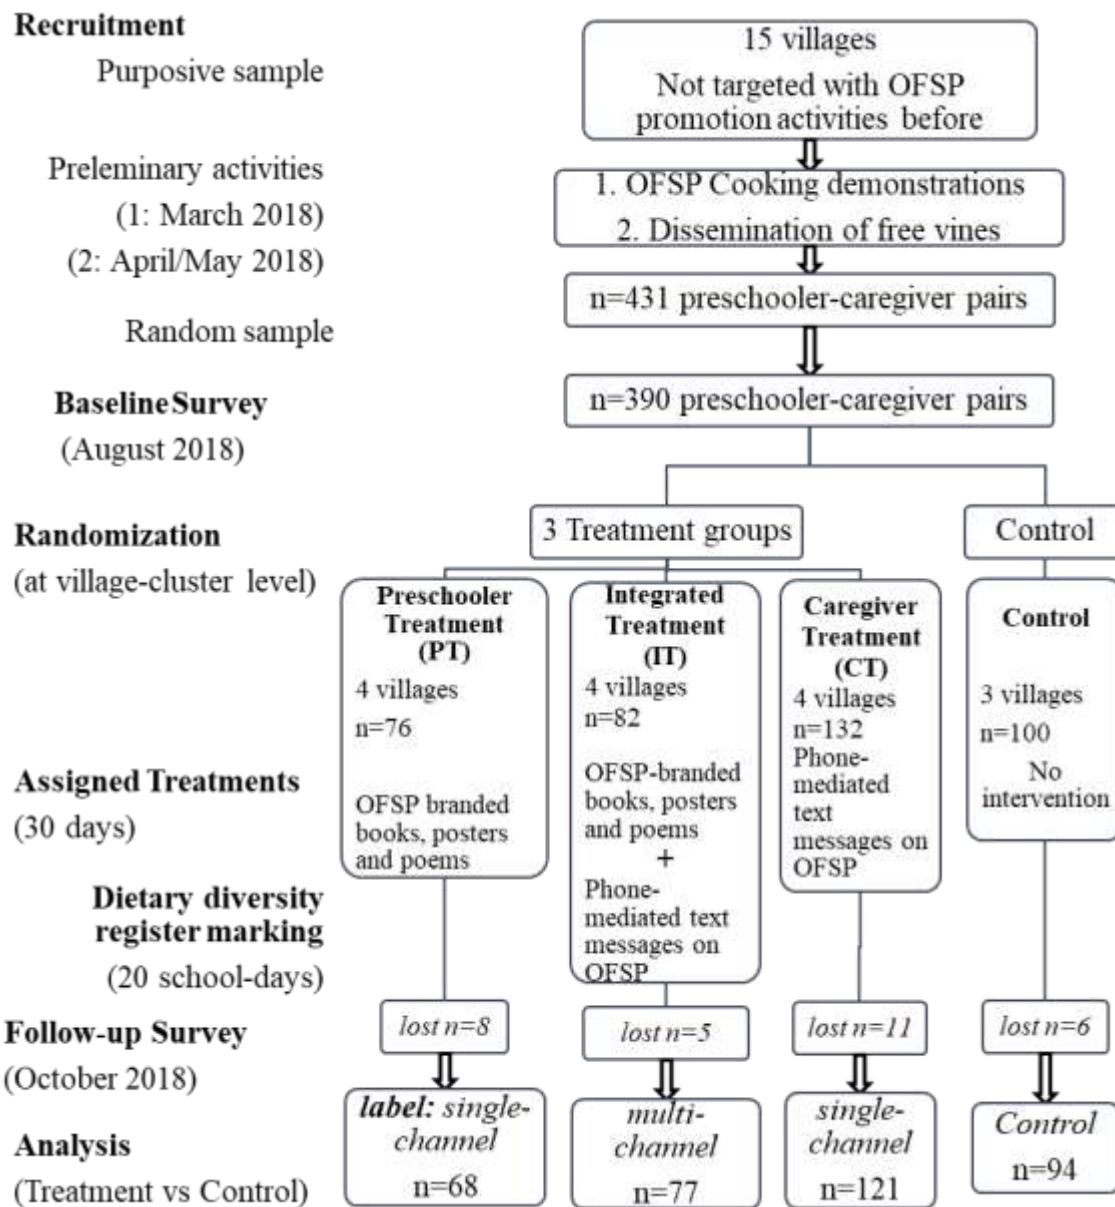 Recruitment
Purposive sample
15 villages
Not targeted with OFSP
promotion activities before
Preleminary activities
(1: March 2018)
(2: April/May 2018)
1. OFSP Cooking demonstrations
2. Dissemination of free vines
n=431 preschooler-caregiver pairs
Random sample
Baseline Survey
(August 2018)
n=390 preschooler-caregiver pairs
Randomization
(at village-cluster level)
3 Treatment groups
Control
Preschooler
Treatment
(PT)
4 villages
n=76
OFSP branded
books, posters
and poems
Integrated
Treatment
(IT)
4 villages
n=82
OFSP-branded
books, posters
and poems
+
Phone-
mediated text
messages on
OFSP
Caregiver
Treatment
(CT)
4 villages
n=132
Phone-
mediated
text
messages on
OFSP
Control
3 villages
n=100
No
intervention
Assigned Treatments
(30 days)
Dietary diversity
register marking
(20 school-days)
Follow-up Survey
(October 2018)
lost n=8
lost n=5
lost n=11
lost n=6
Analysis
(Treatment vs Control)
label: single-
channel
n=68
multi-
channel
n=77
single-
channel
n=121
Control
n=94